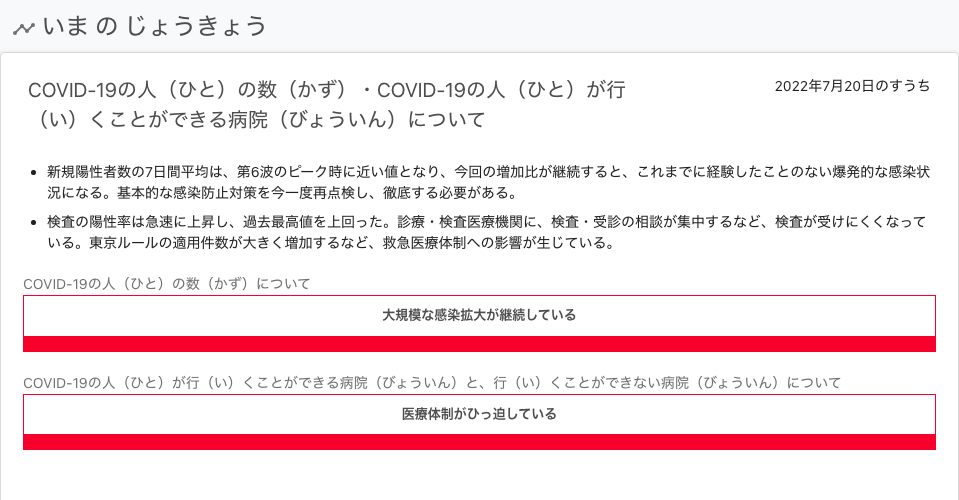 いま の じょうきょう
COVID-19の人（ひと）の数（かず）・COVID-19の人（ひと）が行
（い）くことができる病院（びょういん）について
2022年7月20日のすうち
• 新規陽性者数の7日間平均は、第6波のピーク時に近い値となり、今回の増加比が継続すると、これまでに経験したことのない爆発的な感染状
況になる。基本的な感染防止対策を今一度再点検し、徹底する必要がある。
• 検査の陽性率は急速に上昇し、過去最高値を上回った。診療・検査医療機関に、検査・受診の相談が集中するなど、検査が受けにくくなって
いる。東京ルールの適用件数が大きく増加するなど、救急医療体制への影響が生じている。
COVID-19の人（ひと）の数（かず）について
大規模な感染拡大が継続している
COVID-19の人（ひと）が行（い）くことができる病院（びょういん）と、行（い）くことができない病院（びょういん）について
医療体制がひっ迫している